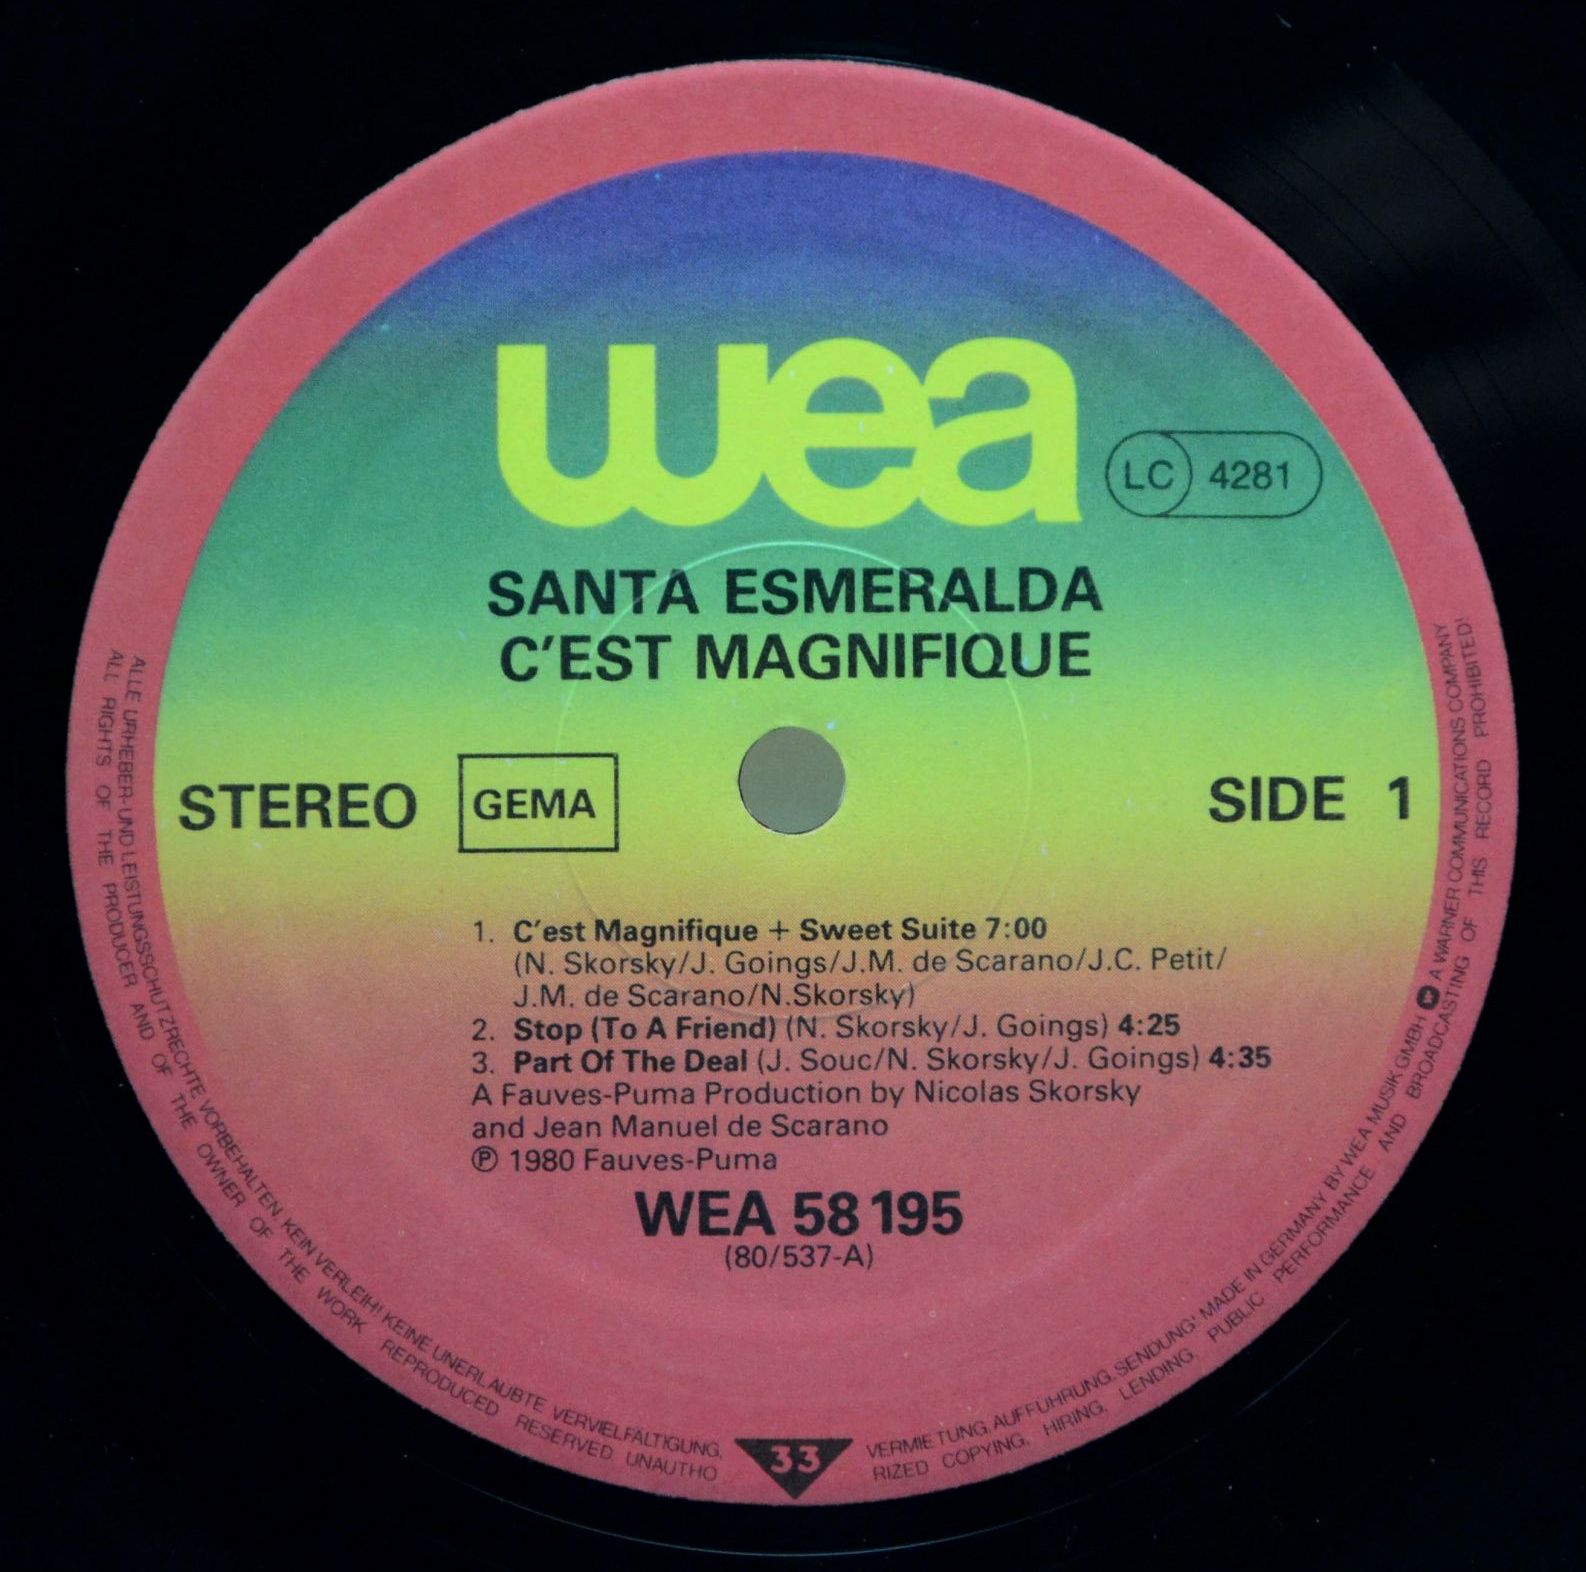 wea
LC 4281
SANTA ESMERALDA
C'EST MAGNIFIQUE
STEREO GEMA SIDE 1
1. C'est Magnifique + Sweet Suite 7:00
(N. Skorsky/J. Goings/J.M. de Scarano/J.C. Petit/
J.M. de Scarano/N.Skorsky)
2. Stop (To A Friend) (N. Skorsky/J. Goings) 4:25
3. Part Of The Deal (J. Souc/N. Skorsky/J. Goings) 4:35
A Fauves-Puma Production by Nicolas Skorsky
and Jean Manuel de Scarano
℗ 1980 Fauves-Puma
WEA 58 195
(80/537-A)
ALLE URHEBER- UND LEISTUNGSSCHUTZRECHTE VORBEHALTEN. KEIN VERLEIH! KEINE UNERLAUBTE VERVIELFÄLTIGUNG, VERMIETUNG, AUFFÜHRUNG, SENDUNG! MADE IN GERMANY BY WEA MUSIK GMBH A WARNER COMMUNICATIONS COMPANY
ALL RIGHTS OF THE PRODUCER AND OF THE OWNER OF THE WORK REPRODUCED RESERVED UNAUTHORIZED COPYING, HIRING, LENDING, PUBLIC PERFORMANCE AND BROADCASTING OF THIS RECORD PROHIBITED!
33